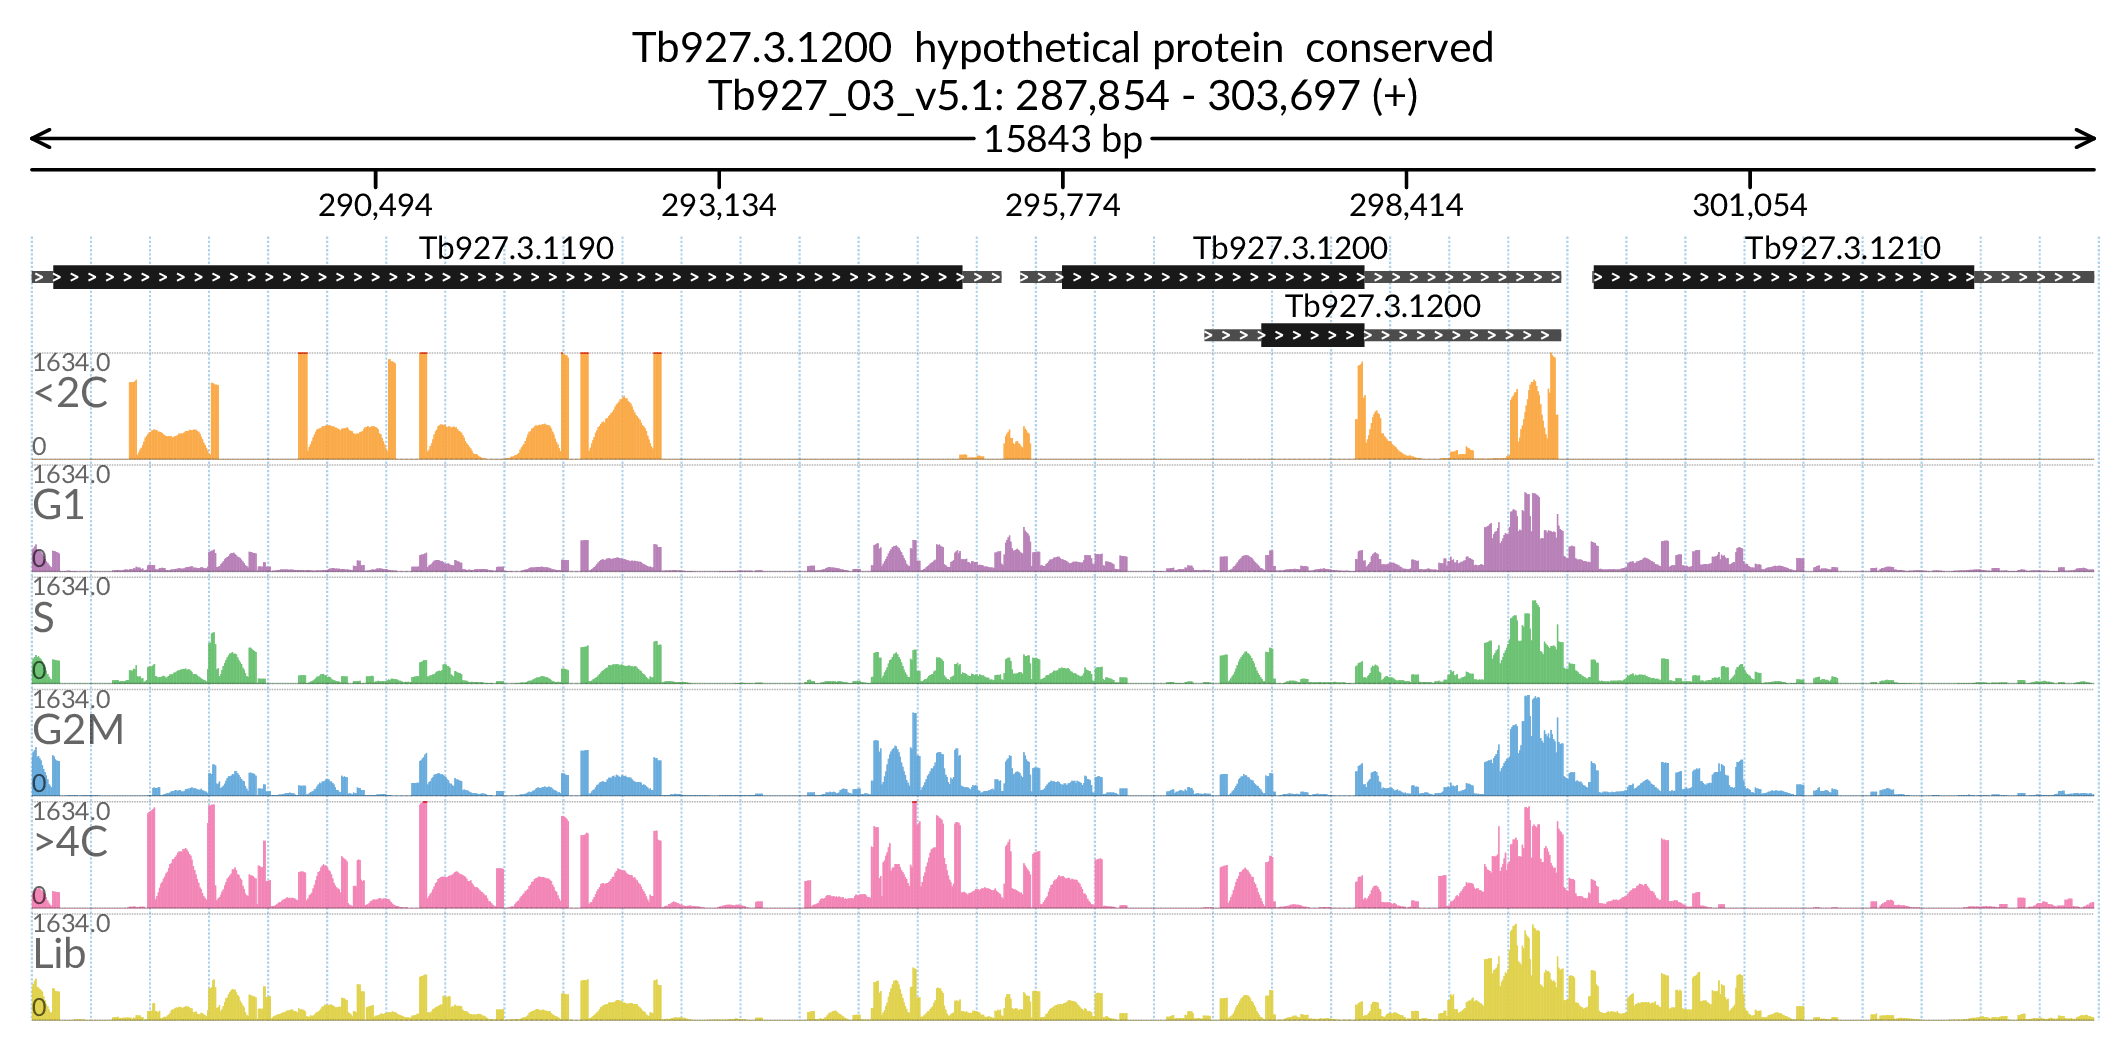 Tb927.3.1200  hypothetical protein  conserved
Tb927_03_v5.1: 287,854 - 303,697 (+)
15843 bp
290,494 293,134 295,774 298,414 301,054
Tb927.3.1190 Tb927.3.1200 Tb927.3.1210
Tb927.3.1200
1634.0
<2C
0
1634.0
G1
0
1634.0
S
0
1634.0
G2M
0
1634.0
>4C
0
1634.0
Lib
0